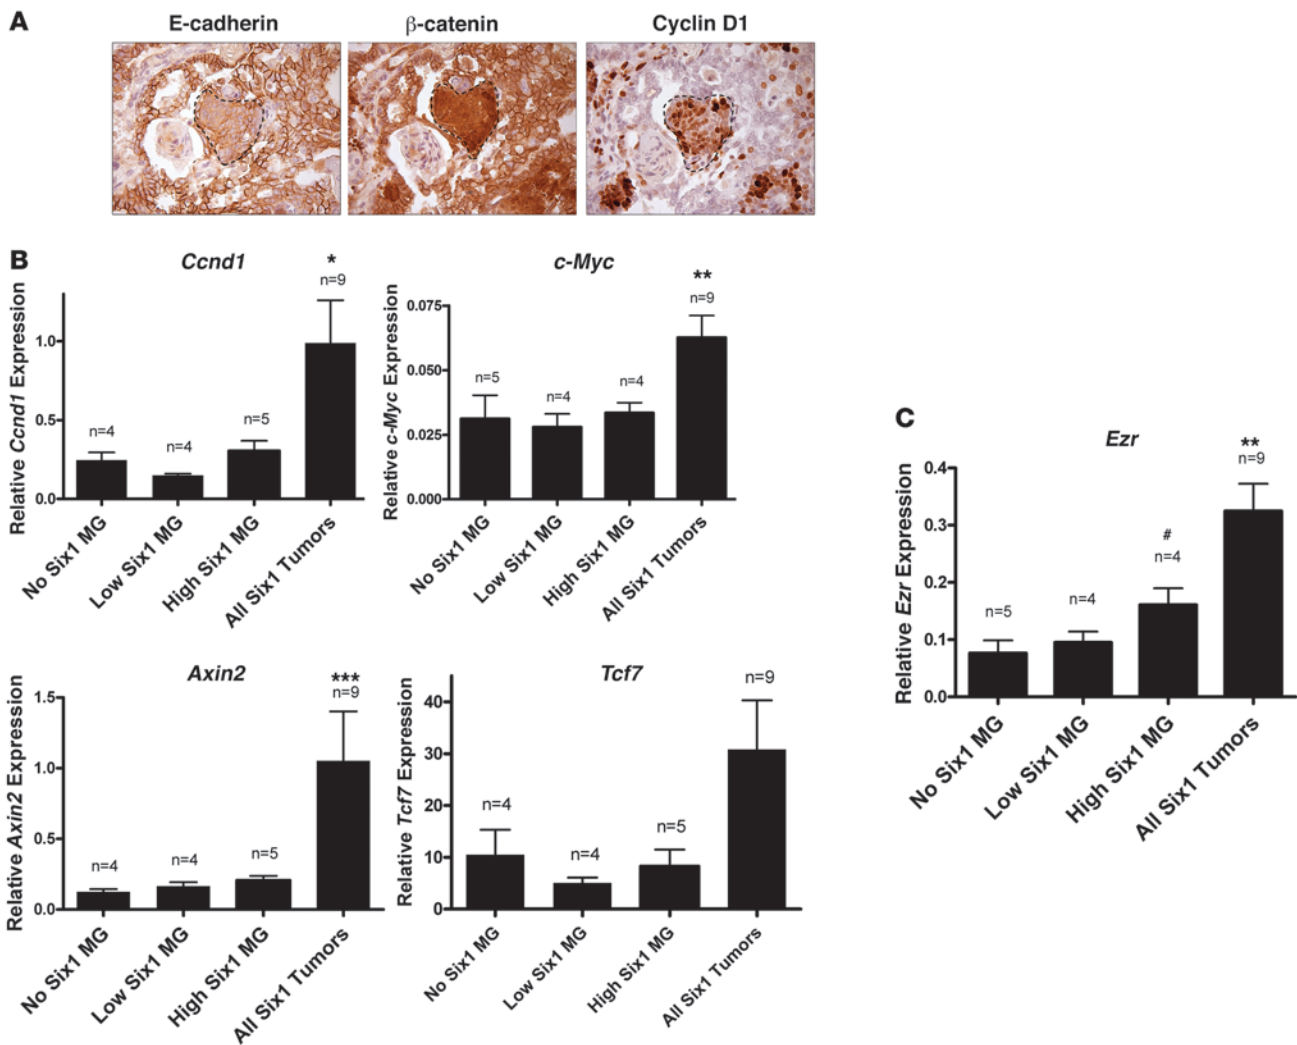 A
E-cadherin
β-catenin
Cyclin D1
B
Ccnd1
*
n=9
Relative Ccnd1 Expression
1.0
0.5
0.0
n=4
n=4
n=5
No Six1 MG
Low Six1 MG
High Six1 MG
All Six1 Tumors
c-Myc
**
n=9
Relative c-Myc Expression
0.075
0.050
0.025
0.000
n=5
n=4
n=4
No Six1 MG
Low Six1 MG
High Six1 MG
All Six1 Tumors
Axin2
***
n=9
Relative Axin2 Expression
1.5
1.0
0.5
0.0
n=4
n=4
n=5
No Six1 MG
Low Six1 MG
High Six1 MG
All Six1 Tumors
Tcf7
n=9
Relative Tcf7 Expression
40
30
20
10
0
n=4
n=4
n=5
No Six1 MG
Low Six1 MG
High Six1 MG
All Six1 Tumors
C
Ezr
**
n=9
Relative Ezr Expression
0.4
0.3
0.2
0.1
0.0
n=5
n=4
#
n=4
No Six1 MG
Low Six1 MG
High Six1 MG
All Six1 Tumors